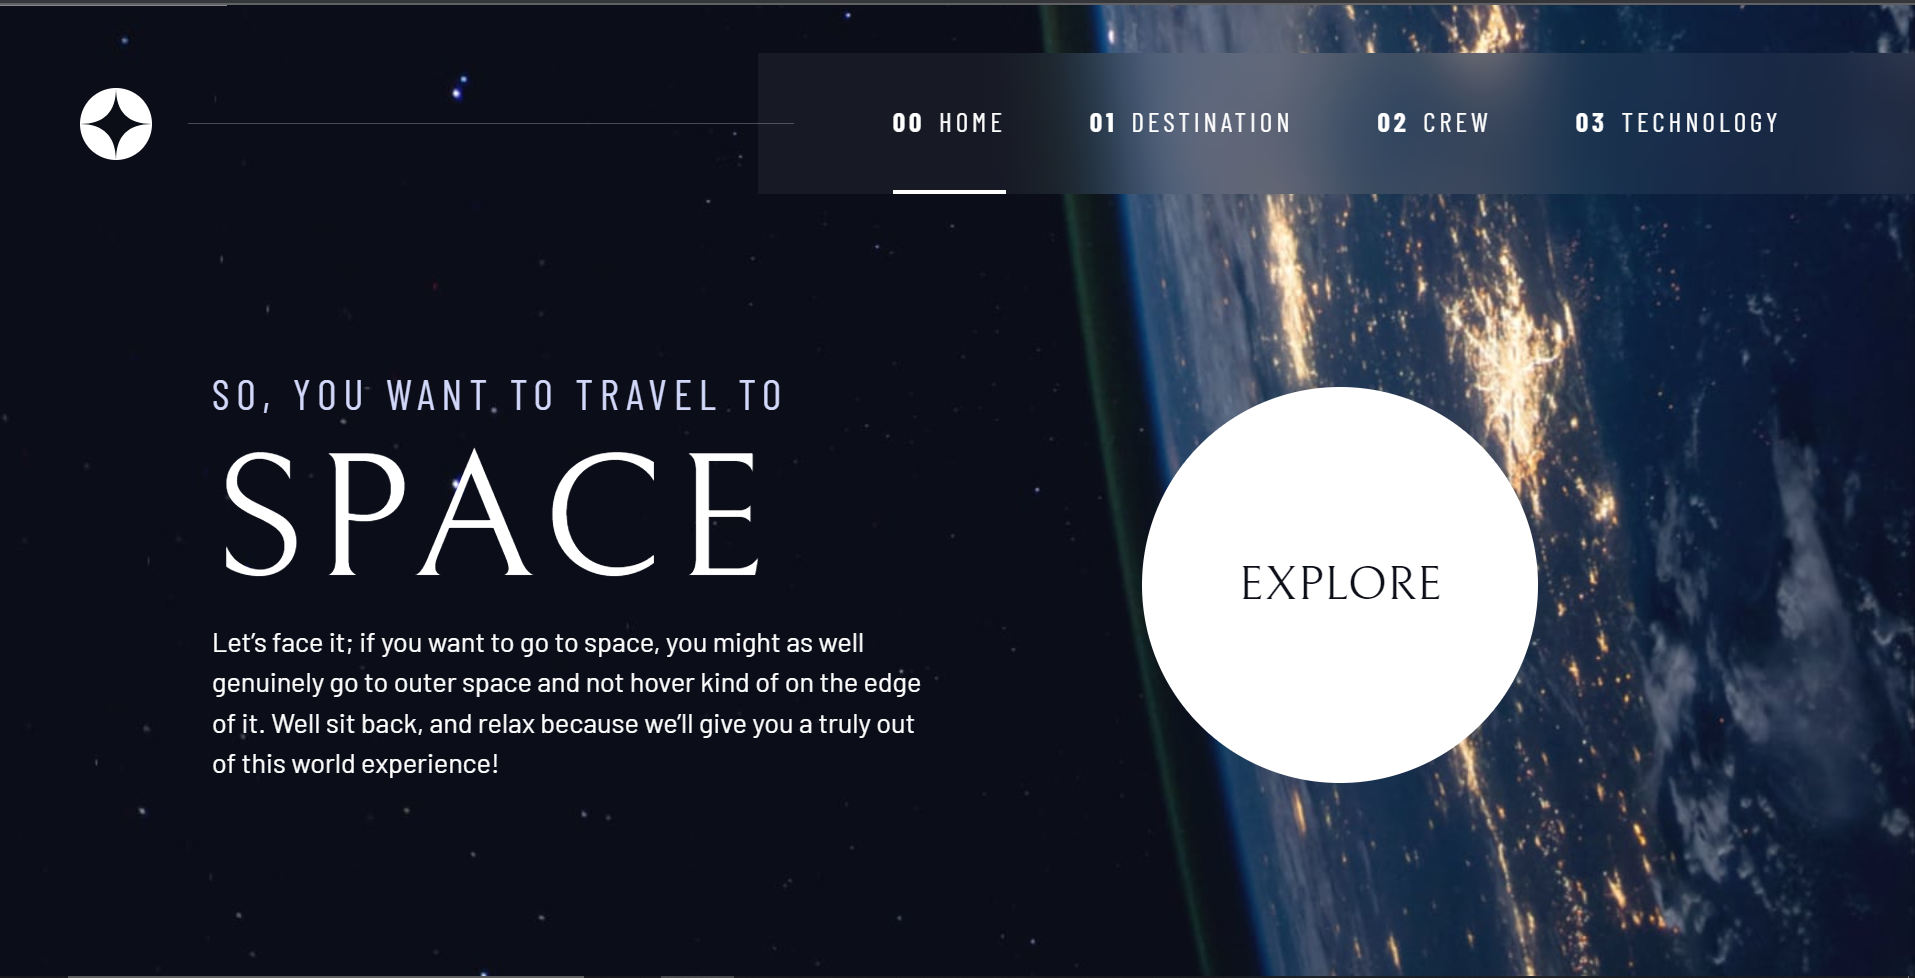 00 HOME 01 DESTINATION 02 CREW 03 TECHNOLOGY
SO, YOU WANT TO TRAVEL TO
SPACE
Let’s face it; if you want to go to space, you might as well
genuinely go to outer space and not hover kind of on the edge
of it. Well sit back, and relax because we’ll give you a truly out
of this world experience!
EXPLORE